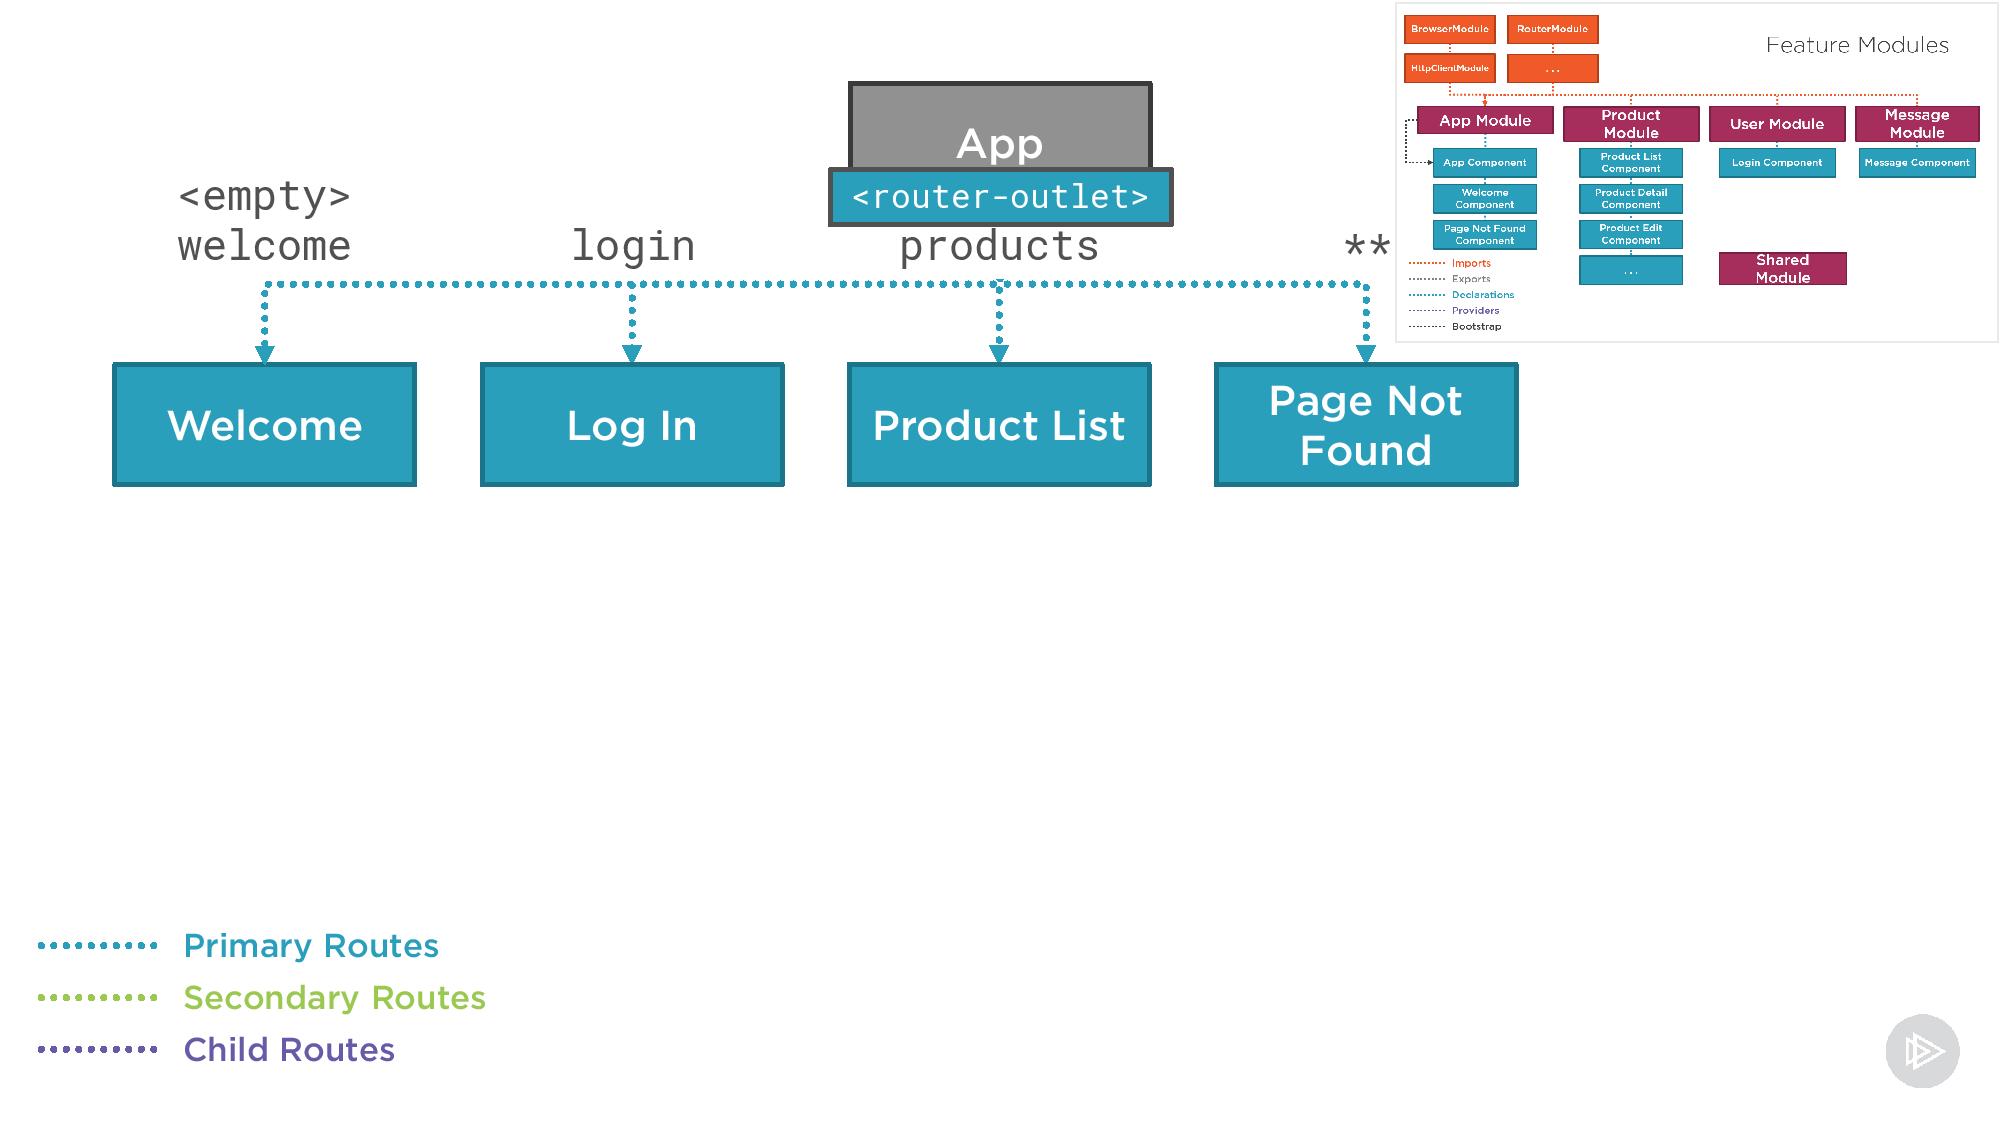 App
<router-outlet>
<empty>
welcome
login
products
**
Welcome
Log In
Product List
Page Not
Found
Primary Routes
Secondary Routes
Child Routes
Feature Modules
BrowserModule
RouterModule
HttpClientModule
...
App Module
Product
Module
User Module
Message
Module
App Component
Product List
Component
Login Component
Message Component
Welcome
Component
Product Detail
Component
Page Not Found
Component
Product Edit
Component
...
Shared
Module
Imports
Exports
Declarations
Providers
Bootstrap